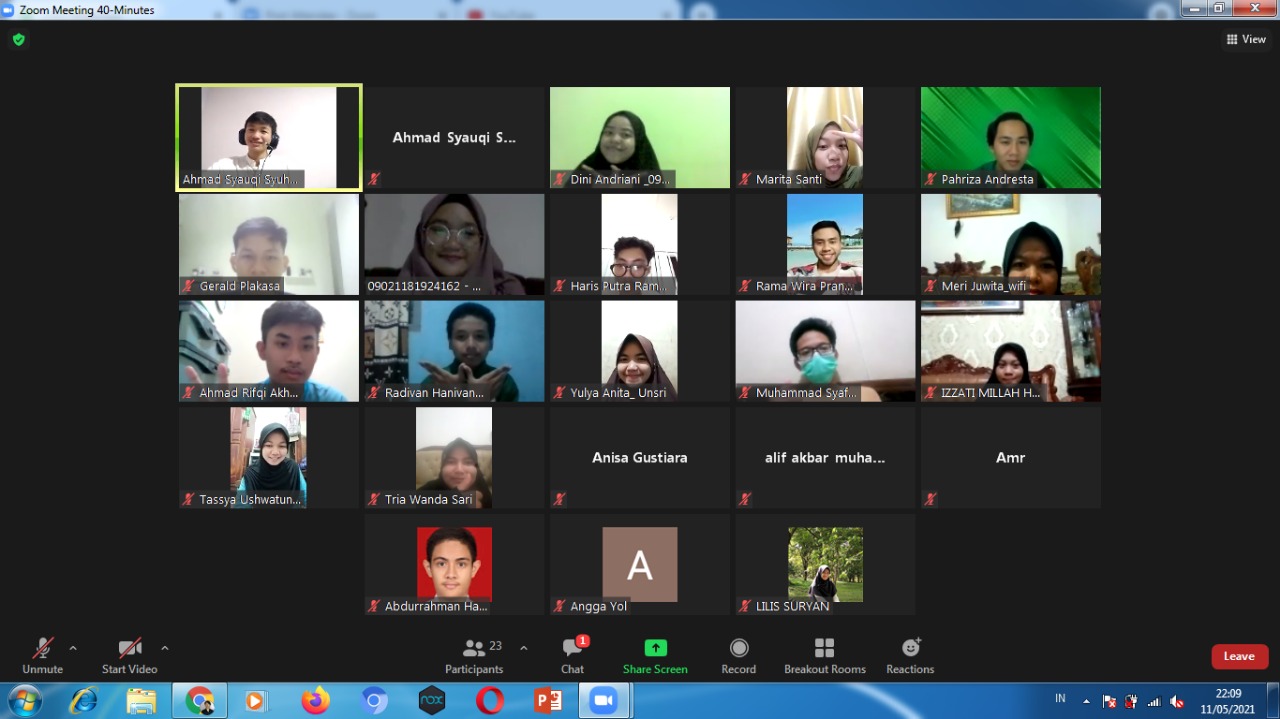 Zoom Meeting 40-Minutes
View
Ahmad Syauqi Syuh...
Ahmad Syauqi S...
Dini Andriani _09...
Marita Santi
Pahriza Andresta
Gerald Plakasa
09021181924162 - ...
Haris Putra Ram...
Rama Wira Pran...
Meri Juwita_wifi
Ahmad Rifqi Akh...
Radivan Hanivan...
Yulya Anita_ Unsri
Muhammad Syaf...
IZZATI MILLAH H...
Tassya Ushwatun...
Tria Wanda Sari
Anisa Gustiara
alif akbar muha...
Amr
Abdurrahman Ha...
A
Angga Yol
LILIS SURYAN
Unmute
Start Video
23
Participants
1
Chat
Share Screen
Record
Breakout Rooms
Reactions
Leave
nox
IN
22:09
11/05/2021